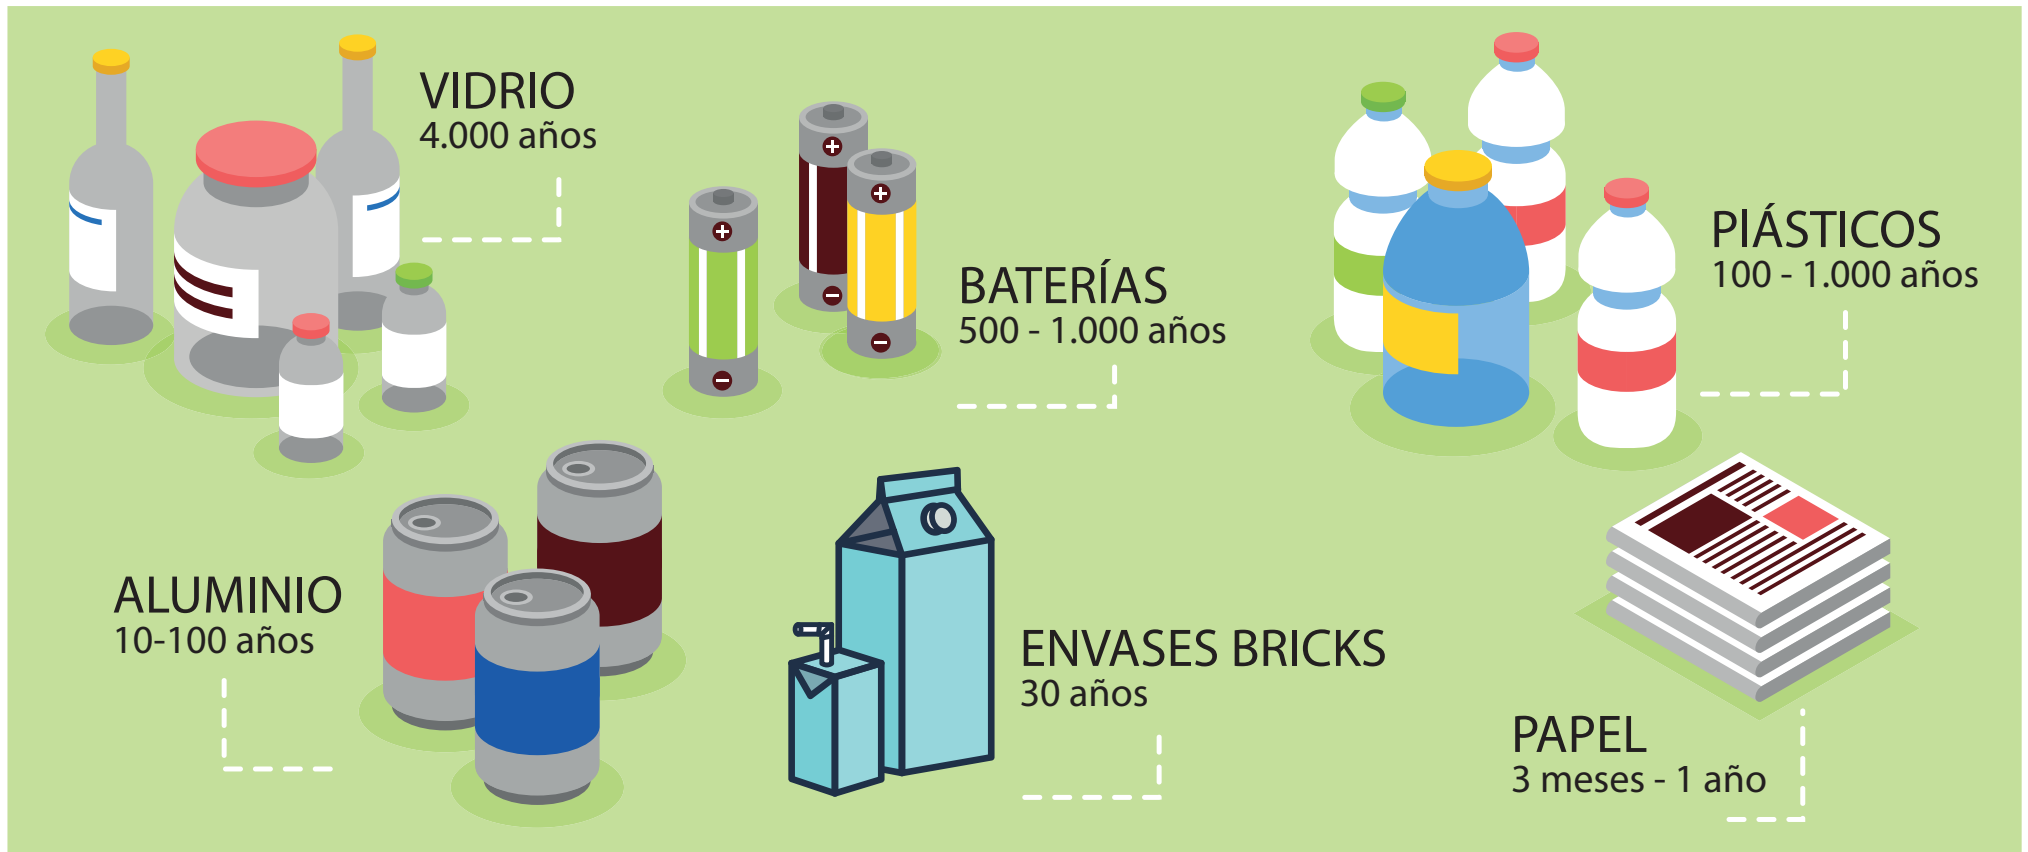 VIDRIO
4.000 años
BATERÍAS
500 - 1.000 años
PlÁSTICOS
100 - 1.000 años
ALUMINIO
10-100 años
ENVASES BRICKS
30 años
PAPEL
3 meses - 1 año